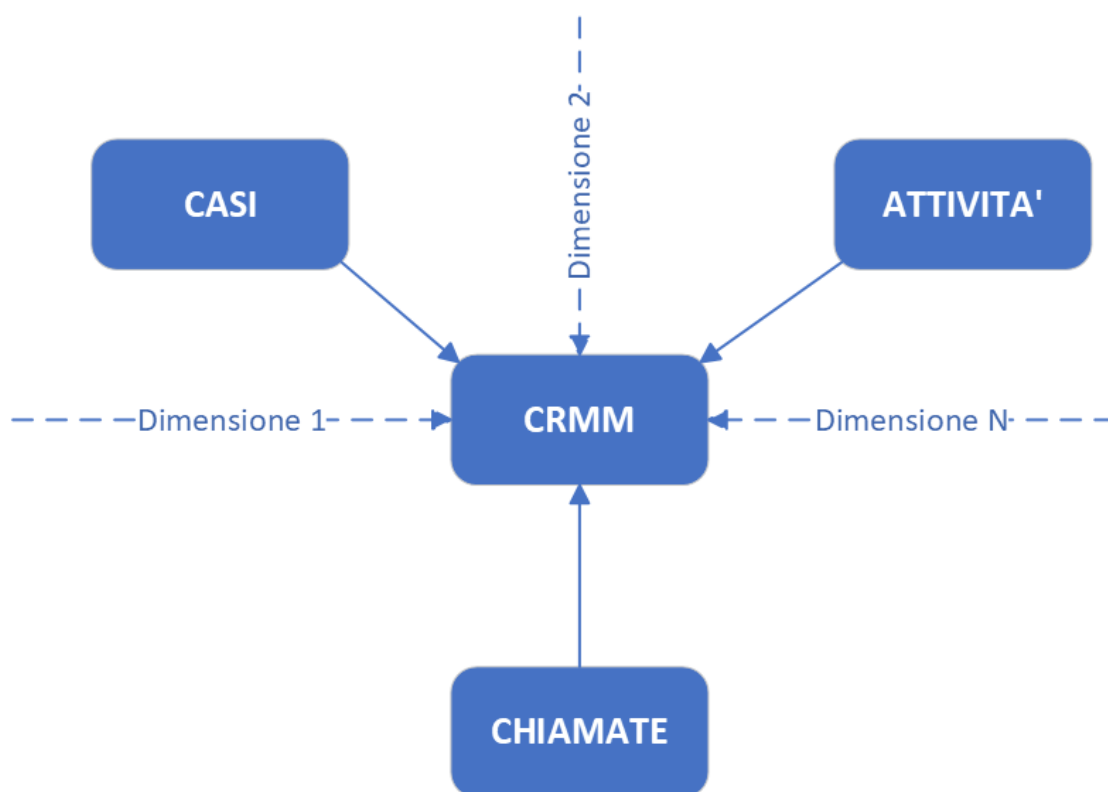 Dimensione 2
CASI
ATTIVITA'
Dimensione 1
CRMM
Dimensione N
CHIAMATE